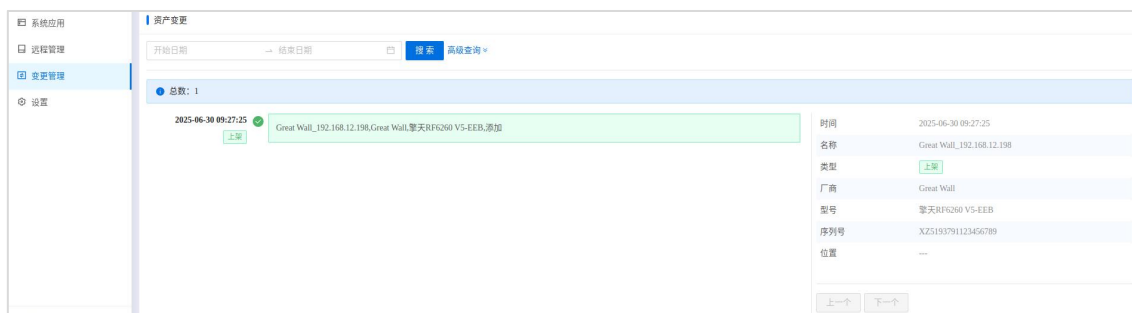 系统应用
远程管理
变更管理
设置
资产变更
开始日期 → 结束日期 搜索 高级查询
总数：1
2025-06-30 09:27:25
上架
Great Wall_192.168.12.198,Great Wall,擎天RF6260 V5-EEB,添加
时间 2025-06-30 09:27:25
名称 Great Wall_192.168.12.198
类型 上架
厂商 Great Wall
型号 擎天RF6260 V5-EEB
序列号 XZ5193791123456789
位置 ---
上一个 下一个